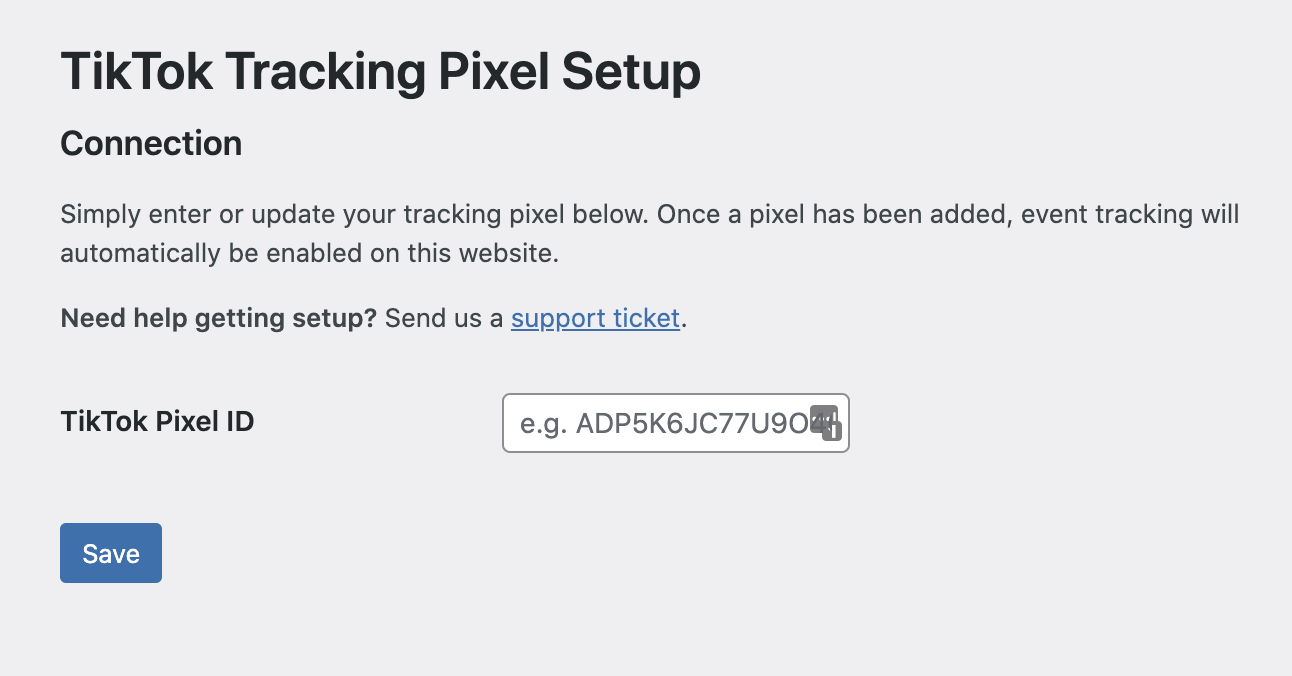 TikTok Tracking Pixel Setup
Connection
Simply enter or update your tracking pixel below. Once a pixel has been added, event tracking will
automatically be enabled on this website.
Need help getting setup? Send us a support ticket.
TikTok Pixel ID
e.g. ADP5K6JC77U9O4
Save